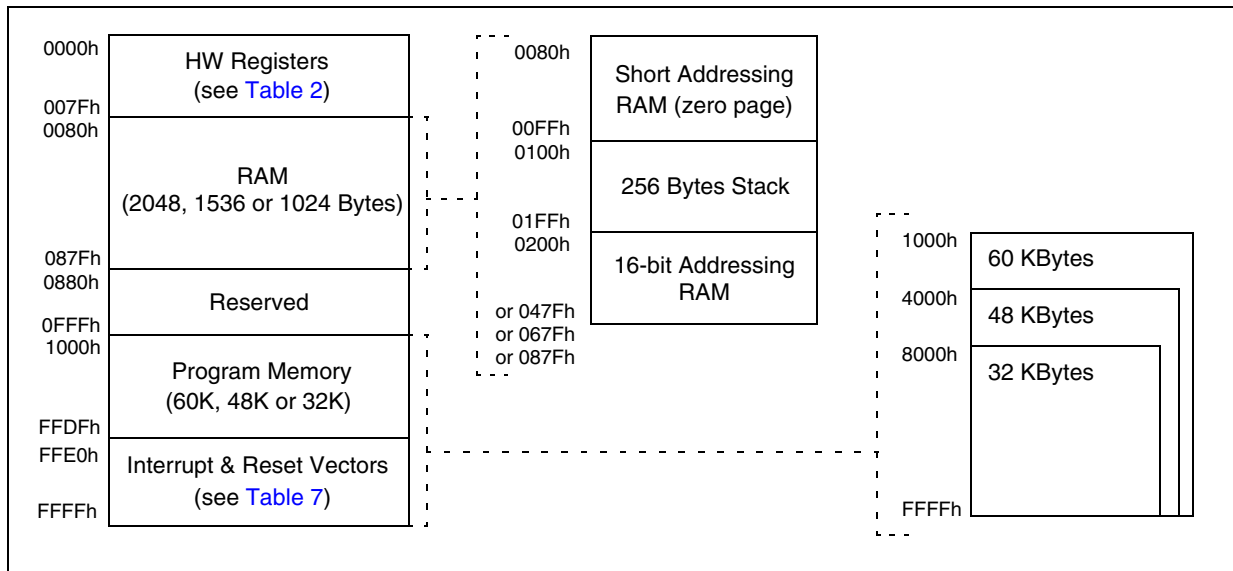 0000h
HW Registers
(see Table 2)
007Fh
0080h
RAM
(2048, 1536 or 1024 Bytes)
087Fh
0880h
Reserved
0FFFh
1000h
Program Memory
(60K, 48K or 32K)
FFDFh
FFE0h
Interrupt & Reset Vectors
(see Table 7)
FFFFh
0080h
Short Addressing
RAM (zero page)
00FFh
0100h
256 Bytes Stack
01FFh
0200h
16-bit Addressing
RAM
or 047Fh
or 067Fh
or 087Fh
1000h
60 KBytes
4000h
48 KBytes
8000h
32 KBytes
FFFFh